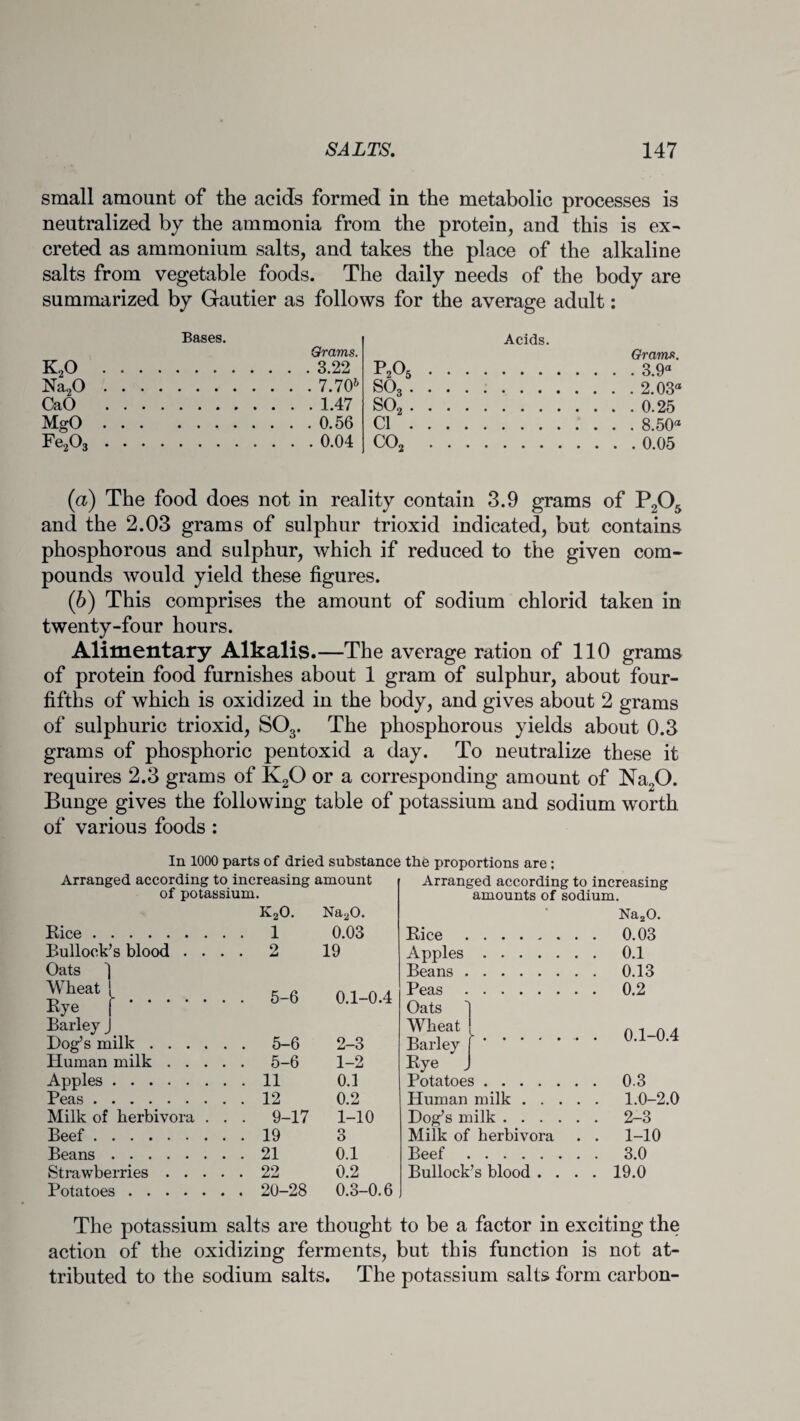 SALTS. 147
small amount of the acids formed in the metabolic processes is
neutralized by the ammonia from the protein, and this is ex-
creted as ammonium salts, and takes the place of the alkaline
salts from vegetable foods. The daily needs of the body are
summarized by Gautier as follows for the average adult:
Bases.
Grams.
K₂O . . . . . . . . . . . . 3.22
Na₂O . . . . . . . . . . . . 7.70ᵇ
CaO . . . . . . . . . . . . 1.47
MgO . . . . . . . . . . . . 0.56
Fe₂O₃ . . . . . . . . . . . . 0.04
Acids.
Grams.
P₂O₅ . . . . . . . . . . . . 3.9ᵃ
SO₃ . . . . . . . . . . . . 2.03ᵃ
SO₂ . . . . . . . . . . . . 0.25
Cl . . . . . . . . . . . . 8.50ᵃ
CO₂ . . . . . . . . . . . . 0.05
(a) The food does not in reality contain 3.9 grams of P₂O₅
and the 2.03 grams of sulphur trioxid indicated, but contains
phosphorous and sulphur, which if reduced to the given com-
pounds would yield these figures.
(b) This comprises the amount of sodium chlorid taken in
twenty-four hours.
Alimentary Alkalis.—The average ration of 110 grams
of protein food furnishes about 1 gram of sulphur, about four-
fifths of which is oxidized in the body, and gives about 2 grams
of sulphuric trioxid, SO₃. The phosphorous yields about 0.3
grams of phosphoric pentoxid a day. To neutralize these it
requires 2.3 grams of K₂O or a corresponding amount of Na₂O.
Bunge gives the following table of potassium and sodium worth
of various foods :
In 1000 parts of dried substance the proportions are :
Arranged according to increasing amount
of potassium.
K₂O. Na₂O.
Rice . . . . . . . . . 1 0.03
Bullock's blood . . . . 2 19
Oats
Wheat
Rye . . . . . . . 5-6 0.1-0.4
Barley
Dog's milk . . . . . . 5-6 2-3
Human milk . . . . . 5-6 1-2
Apples . . . . . . . . 11 0.1
Peas . . . . . . . . . 12 0.2
Milk of herbivora . . . 9-17 1-10
Beef . . . . . . . . . 19 3
Beans . . . . . . . . 21 0.1
Strawberries . . . . . 22 0.2
Potatoes . . . . . . . 20-28 0.3-0.6
Arranged according to increasing
amounts of sodium.
Na₂O.
Rice . . . . . . . . 0.03
Apples . . . . . . . 0.1
Beans . . . . . . . . 0.13
Peas . . . . . . . . 0.2
Oats
Wheat
Barley . . . . . . . 0.1-0.4
Rye
Potatoes . . . . . . . 0.3
Human milk . . . . . 1.0-2.0
Dog's milk . . . . . . 2-3
Milk of herbivora . . 1-10
Beef . . . . . . . . 3.0
Bullock's blood . . . . 19.0
The potassium salts are thought to be a factor in exciting the
action of the oxidizing ferments, but this function is not at-
tributed to the sodium salts. The potassium salts form carbon-